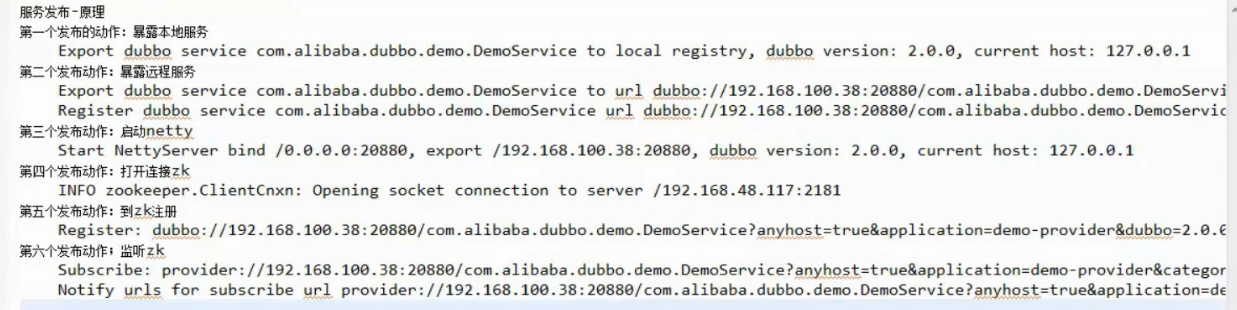 服务发布-原理
第一个发布的动作：暴露本地服务
Export dubbo service com.alibaba.dubbo.demo.DemoService to local registry, dubbo version: 2.0.0, current host: 127.0.0.1
第二个发布动作：暴露远程服务
Export dubbo service com.alibaba.dubbo.demo.DemoService to url dubbo://192.168.100.38:20880/com.alibaba.dubbo.demo.DemoServi
Register dubbo service com.alibaba.dubbo.demo.DemoService url dubbo://192.168.100.38:20880/com.alibaba.dubbo.demo.DemoServic
第三个发布动作：启动netty
Start NettyServer bind /0.0.0.0:20880, export /192.168.100.38:20880, dubbo version: 2.0.0, current host: 127.0.0.1
第四个发布动作：打开连接zk
INFO zookeeper.ClientCnxn: Opening socket connection to server /192.168.48.117:2181
第五个发布动作：到zk注册
Register: dubbo://192.168.100.38:20880/com.alibaba.dubbo.demo.DemoService?anyhost=true&application=demo-provider&dubbo=2.0.0
第六个发布动作；监听zk
Subscribe: provider://192.168.100.38:20880/com.alibaba.dubbo.demo.DemoService?anyhost=true&application=demo-provider&categor
Notify urls for subscribe url provider://192.168.100.38:20880/com.alibaba.dubbo.demo.DemoService?anyhost=true&application=de